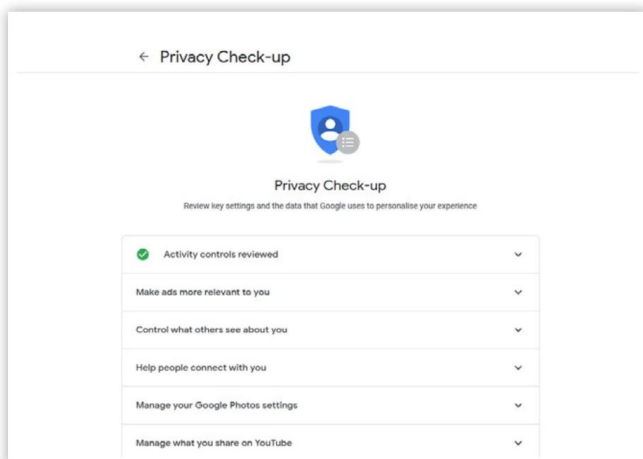 Privacy Check-up
Privacy Check-up
Review key settings and the data that Google uses to personalise your experience
Activity controls reviewed
Make ads more relevant to you
Control what others see about you
Help people connect with you
Manage your Google Photos settings
Manage what you share on YouTube